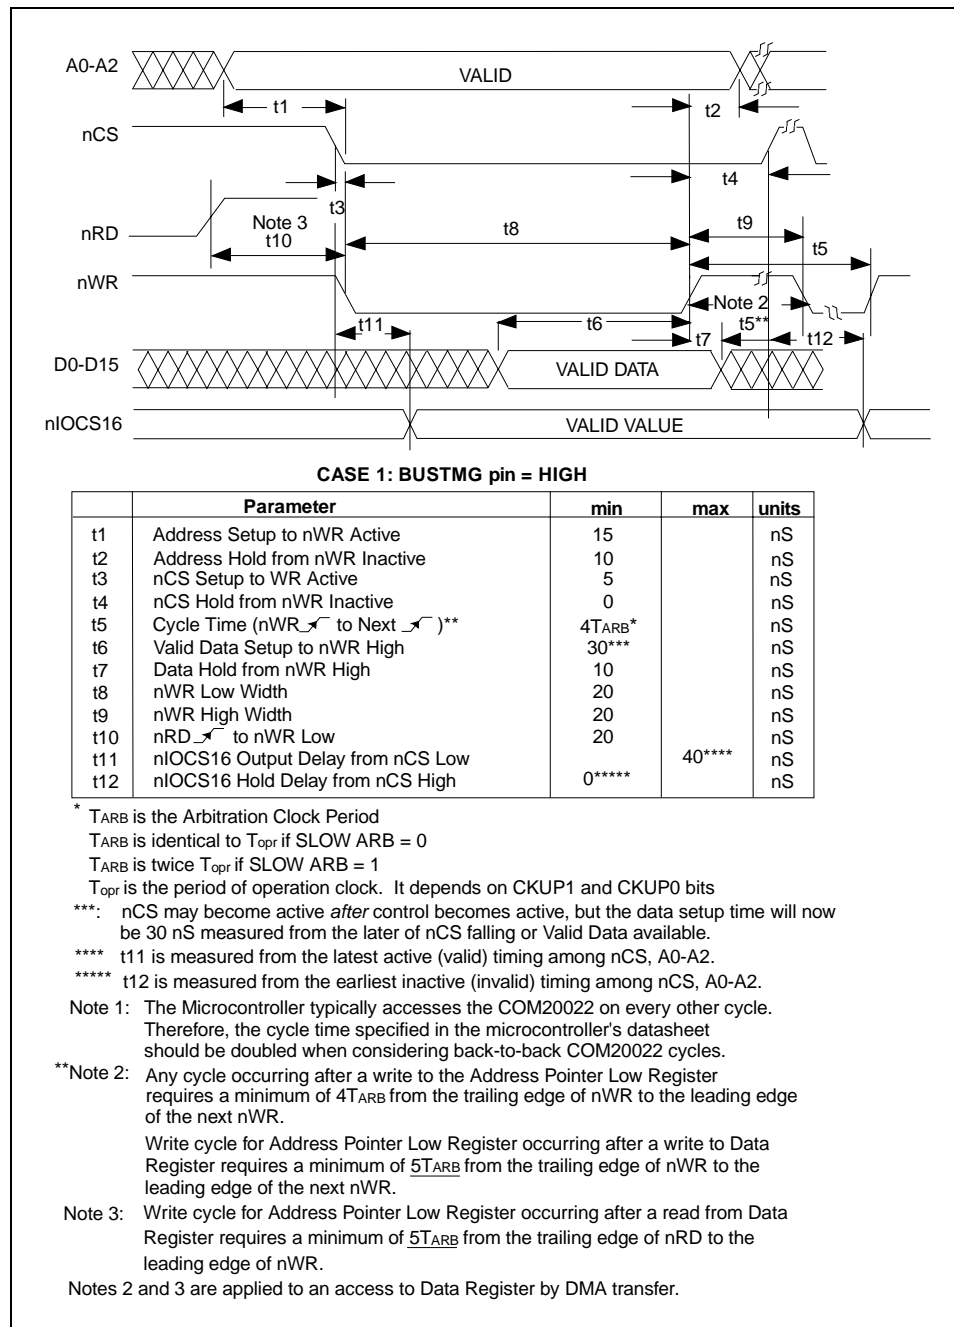 A0-A2
VALID
t1
t2
nCS
t4
t3
nRD
Note 3
t10
t8
t9
t5
nWR
Note 2
t11
t6
t7
t5**
t12
D0-D15
VALID DATA
nIOCS16
VALID VALUE
CASE 1: BUSTMG pin = HIGH
Parameter min max units
t1 Address Setup to nWR Active 15 nS
t2 Address Hold from nWR Inactive 10 nS
t3 nCS Setup to WR Active 5 nS
t4 nCS Hold from nWR Inactive 0 nS
t5 Cycle Time (nWR to Next )** 4TARB* nS
t6 Valid Data Setup to nWR High 30*** nS
t7 Data Hold from nWR High 10 nS
t8 nWR Low Width 20 nS
t9 nWR High Width 20 nS
t10 nRD to nWR Low 20 nS
t11 nIOCS16 Output Delay from nCS Low 40**** nS
t12 nIOCS16 Hold Delay from nCS High 0***** nS
* TARB is the Arbitration Clock Period
TARB is identical to Topr if SLOW ARB = 0
TARB is twice Topr if SLOW ARB = 1
Topr is the period of operation clock. It depends on CKUP1 and CKUP0 bits
***: nCS may become active after control becomes active, but the data setup time will now
be 30 nS measured from the later of nCS falling or Valid Data available.
**** t11 is measured from the latest active (valid) timing among nCS, A0-A2.
***** t12 is measured from the earliest inactive (invalid) timing among nCS, A0-A2.
Note 1: The Microcontroller typically accesses the COM20022 on every other cycle.
Therefore, the cycle time specified in the microcontroller's datasheet
should be doubled when considering back-to-back COM20022 cycles.
**Note 2: Any cycle occurring after a write to the Address Pointer Low Register
requires a minimum of 4TARB from the trailing edge of nWR to the leading edge
of the next nWR.
Write cycle for Address Pointer Low Register occurring after a write to Data
Register requires a minimum of 5TARB from the trailing edge of nWR to the
leading edge of the next nWR.
Note 3: Write cycle for Address Pointer Low Register occurring after a read from Data
Register requires a minimum of 5TARB from the trailing edge of nRD to the
leading edge of nWR.
Notes 2 and 3 are applied to an access to Data Register by DMA transfer.